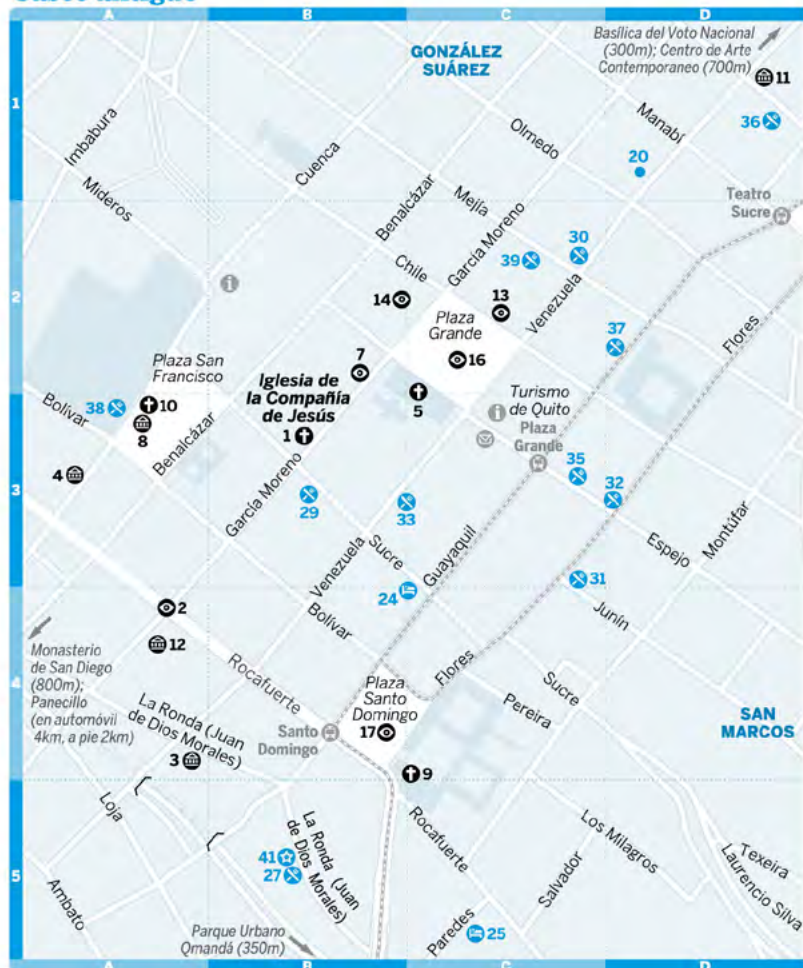 A
B
C
D
Basílica del Voto Nacional
(300m); Centro de Arte
Contemporaneo (700m)
GONZÁLEZ
SUÁREZ
11
1
Imbabura
Manabí
36
Olmedo
20
Cuenca
Mideros
Benalcázar
Mejía
Teatro
Sucre
García Moreno
30
39
Chile
2
14
13
Venezuela
Flores
Plaza
Grande
37
7
16
Plaza San
Francisco
Iglesia de
la Compañía
de Jesús
Bolívar
38
10
5
Turismo
de Quito
8
Benalcázar
1
Plaza
Grande
35
4
32
3
García Moreno
29
33
Montúfar
Venezuela
Sucre
Guayaquil
Espejo
31
24
2
Bolívar
Junín
12
Monasterio
de San Diego
(800m);
Panecillo
(en automóvil
4km, a pie 2km)
Rocafuerte
Flores
4
Plaza
Santo
Domingo
Pereira
Sucre
La Ronda (Juan
de Dios Morales)
SAN
MARCOS
Santo
Domingo
17
3
9
Loja
Rocafuerte
Los Milagros
La Ronda (Juan
de Dios Morales)
41
Texeira
5
27
Salvador
Laurencio Silva
Ambato
Paredes
25
Parque Urbano
Qmandá (350m)
A
B
C
D